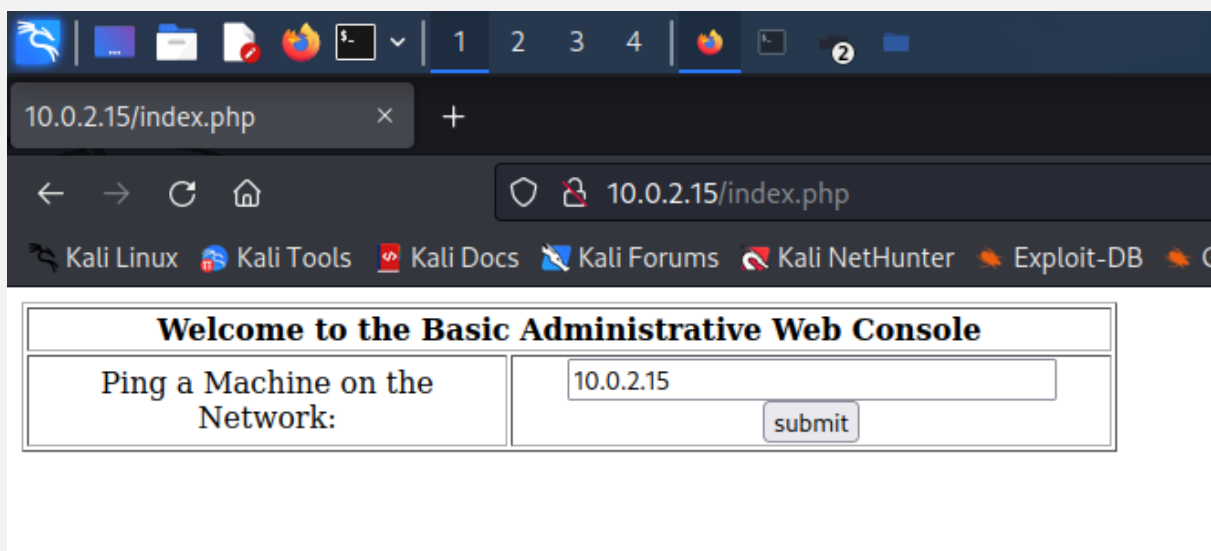 1 2 3 4 2
10.0.2.15/index.php
10.0.2.15/index.php
Kali Linux Kali Tools Kali Docs Kali Forums Kali NetHunter Exploit-DB
Welcome to the Basic Administrative Web Console
Ping a Machine on the
Network:
10.0.2.15
submit